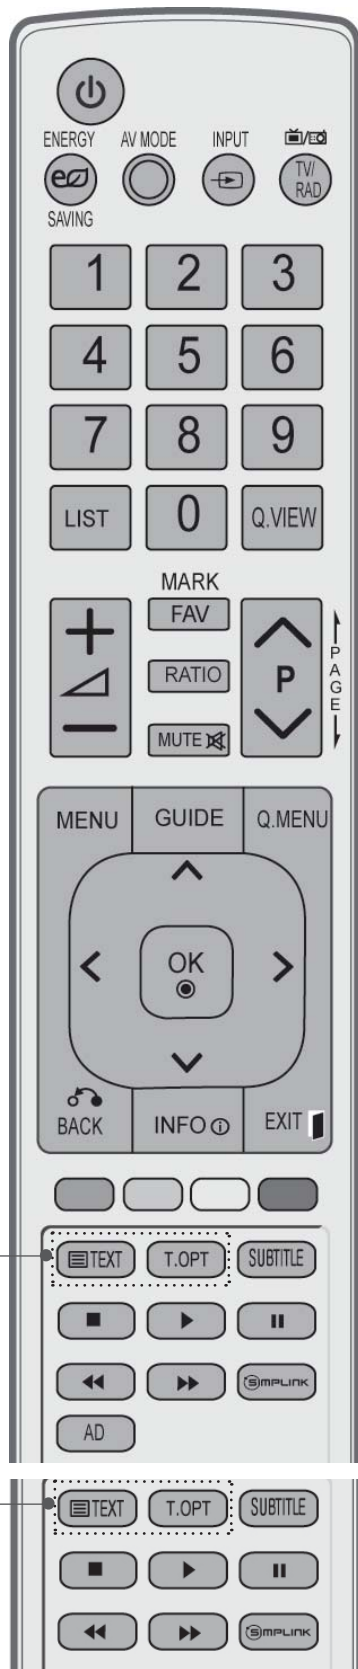 ENERGY AV MODE INPUT
TV/
RAD
SAVING
1 2 3
4 5 6
7 8 9
LIST 0 Q.VIEW
MARK
FAV
RATIO
P
PAGE
MUTE
MENU GUIDE Q.MENU
OK
BACK INFO EXIT
TEXT T.OPT SUBTITLE
SIMPLINK
AD
TEXT T.OPT SUBTITLE
SIMPLINK